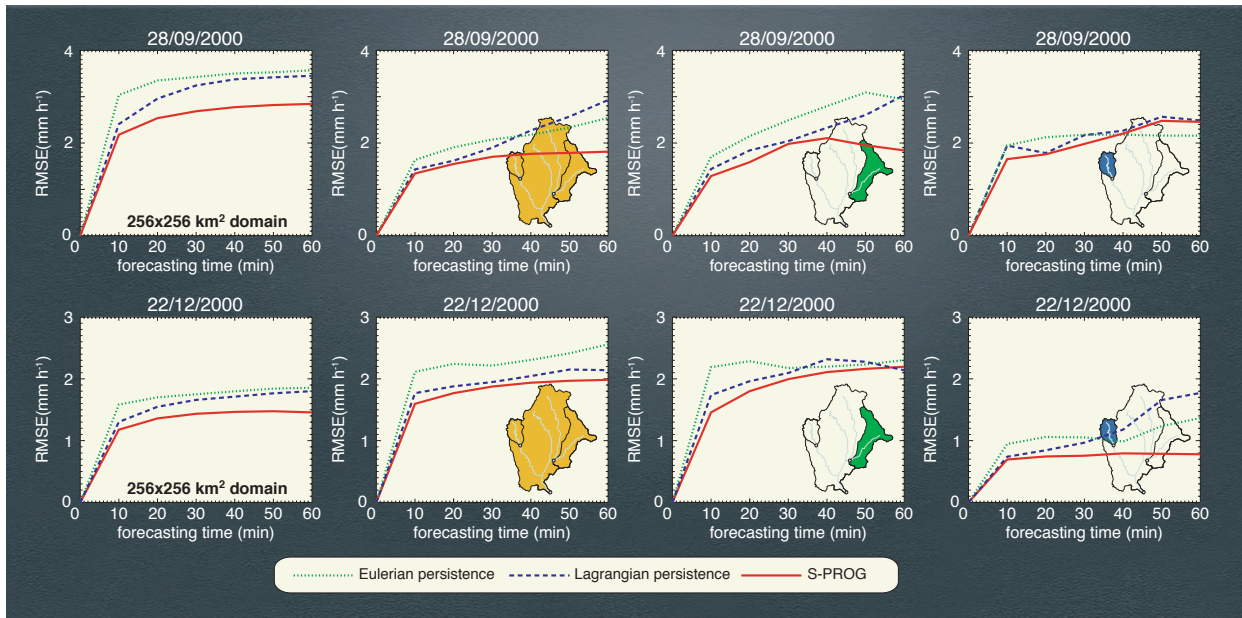 28/09/2000
28/09/2000
28/09/2000
28/09/2000
4
2
0
RMSE(mm h⁻¹)
256x256 km² domain
0 10 20 30 40 50 60
forecasting time (min)
4
2
0
RMSE(mm h⁻¹)
0 10 20 30 40 50 60
forecasting time (min)
4
2
0
RMSE(mm h⁻¹)
0 10 20 30 40 50 60
forecasting time (min)
4
2
0
RMSE(mm h⁻¹)
0 10 20 30 40 50 60
forecasting time (min)
22/12/2000
22/12/2000
22/12/2000
22/12/2000
3
2
1
0
RMSE(mm h⁻¹)
256x256 km² domain
0 10 20 30 40 50 60
forecasting time (min)
3
2
1
0
RMSE(mm h⁻¹)
0 10 20 30 40 50 60
forecasting time (min)
3
2
1
0
RMSE(mm h⁻¹)
0 10 20 30 40 50 60
forecasting time (min)
3
2
1
0
RMSE(mm h⁻¹)
0 10 20 30 40 50 60
forecasting time (min)
Eulerian persistence Lagrangian persistence S-PROG